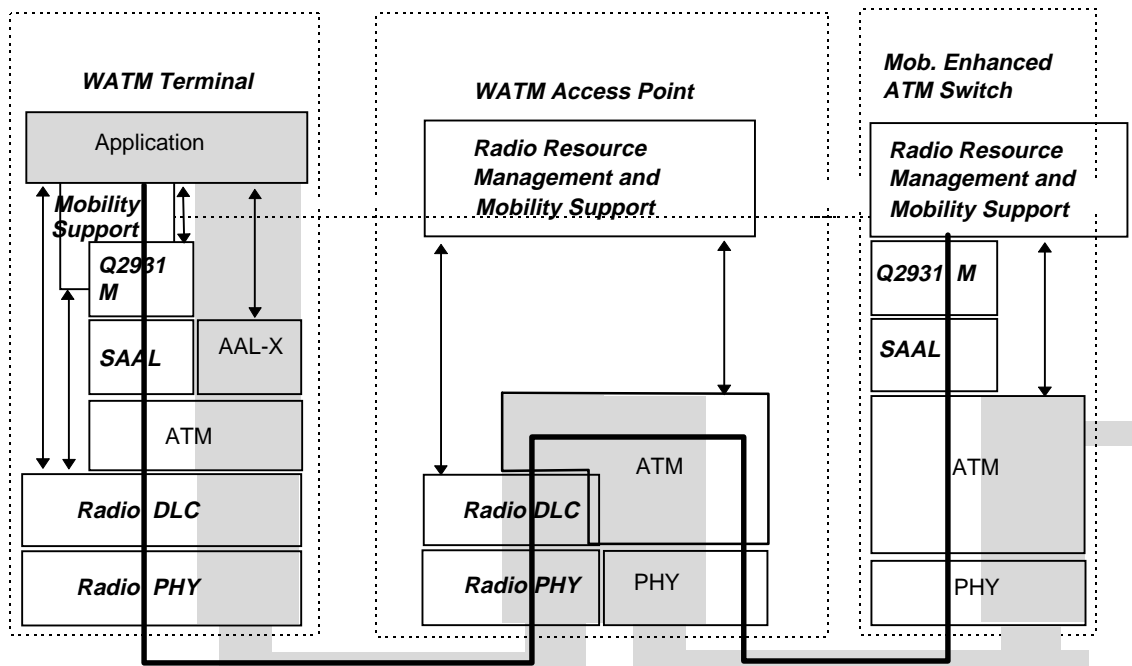 WATM Terminal
Application
Mobility
Support
Q2931
M
SAAL
AAL-X
ATM
Radio DLC
Radio PHY
WATM Access Point
Radio Resource
Management and
Mobility Support
ATM
Radio DLC
Radio PHY
PHY
Mob. Enhanced
ATM Switch
Radio Resource
Management and
Mobility Support
Q2931 M
SAAL
ATM
PHY